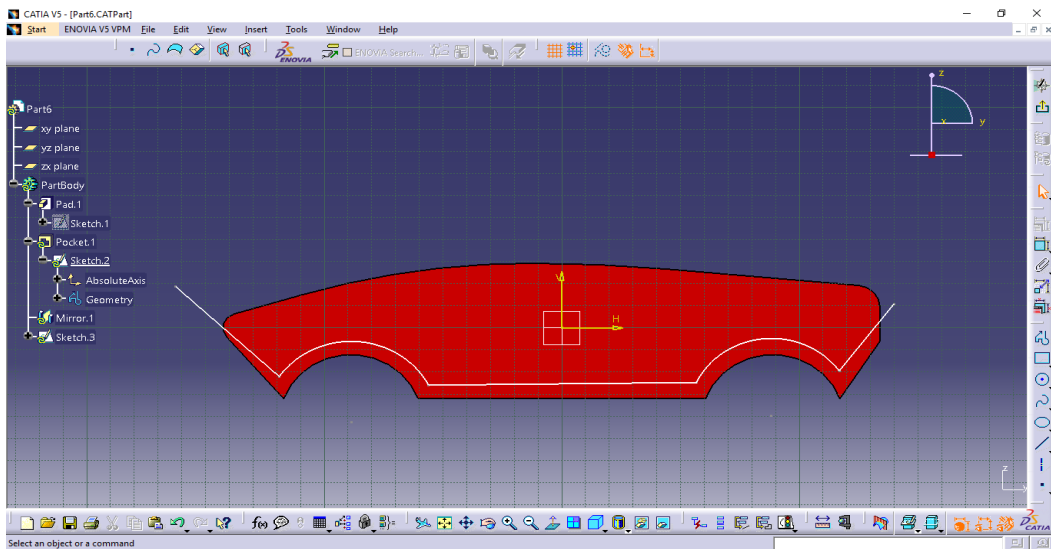 CATIA V5 - [Part6.CATPart]
Start ENOVIA V5 VPM File Edit View Insert Tools Window Help
ENOVIA ENOVIA Search...
z
x y
Part6
xy plane
yz plane
zx plane
PartBody
Pad.1
Sketch.1
Pocket.1
Sketch.2
AbsoluteAxis
Geometry
Mirror.1
Sketch.3
V
H
z
f(x)
CATIA
Select an object or a command